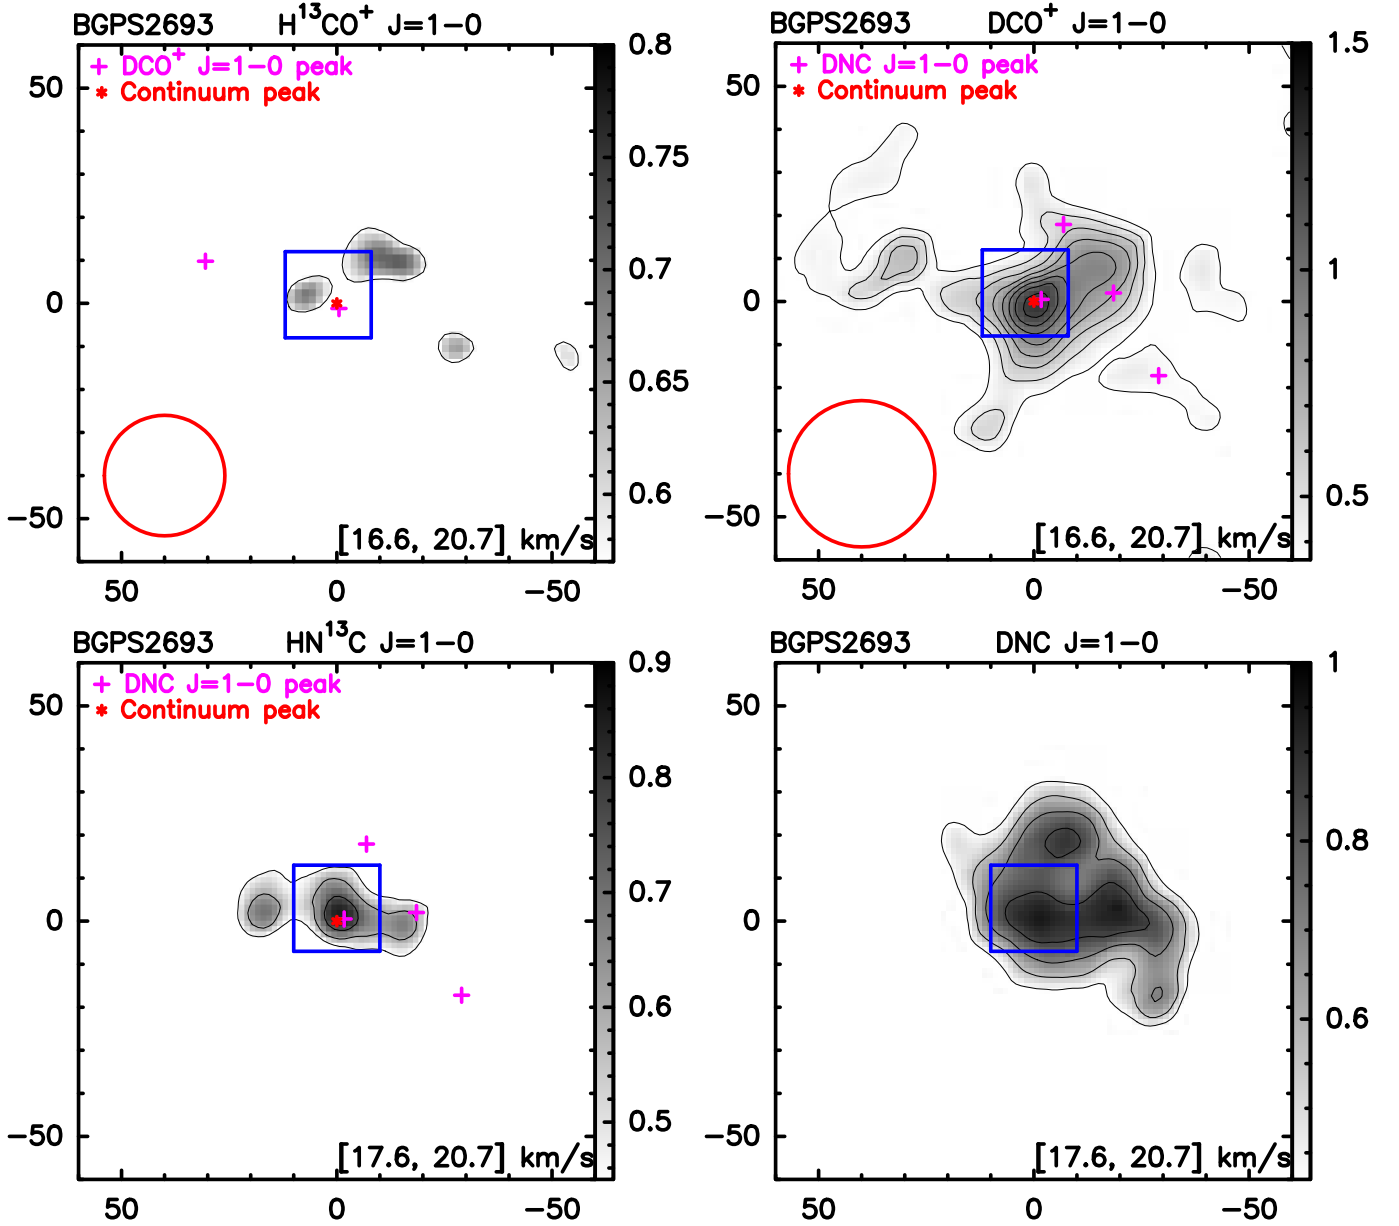 BGPS2693 H¹³CO⁺ J=1−0
DCO⁺ J=1−0 peak
Continuum peak
50
0
−50
50 0 −50
[16.6, 20.7] km/s
0.8
0.75
0.7
0.65
0.6
BGPS2693 DCO⁺ J=1−0
DNC J=1−0 peak
Continuum peak
50
0
−50
50 0 −50
[16.6, 20.7] km/s
1.5
1
0.5
BGPS2693 HN¹³C J=1−0
DNC J=1−0 peak
Continuum peak
50
0
−50
50 0 −50
[17.6, 20.7] km/s
0.9
0.8
0.7
0.6
0.5
BGPS2693 DNC J=1−0
50
0
−50
50 0 −50
[17.6, 20.7] km/s
1
0.8
0.6